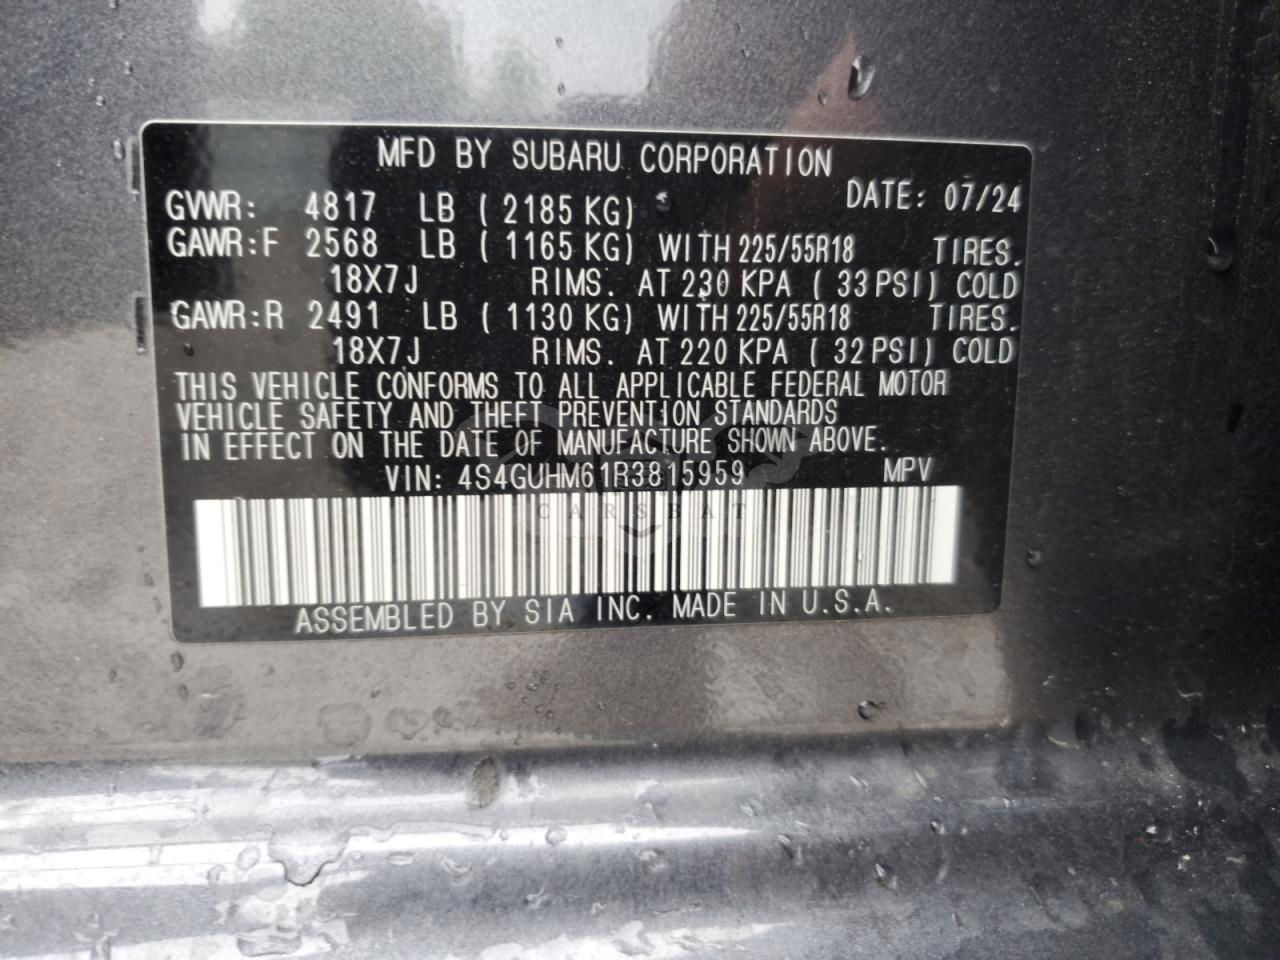 MFD BY SUBARU CORPORATION
DATE: 07/24
GVWR: 4817 LB ( 2185 KG)
GAWR:F 2568 LB ( 1165 KG) WITH 225/55R18 TIRES.
18X7J RIMS. AT 230 KPA ( 33 PSI) COLD
GAWR:R 2491 LB ( 1130 KG) WITH 225/55R18 TIRES.
18X7J RIMS. AT 220 KPA ( 32 PSI) COLD
THIS VEHICLE CONFORMS TO ALL APPLICABLE FEDERAL MOTOR
VEHICLE SAFETY AND THEFT PREVENTION STANDARDS
IN EFFECT ON THE DATE OF MANUFACTURE SHOWN ABOVE.
VIN: 4S4GUHM61R3815959 MPV
CARSBAT
ASSEMBLED BY SIA INC. MADE IN U.S.A.